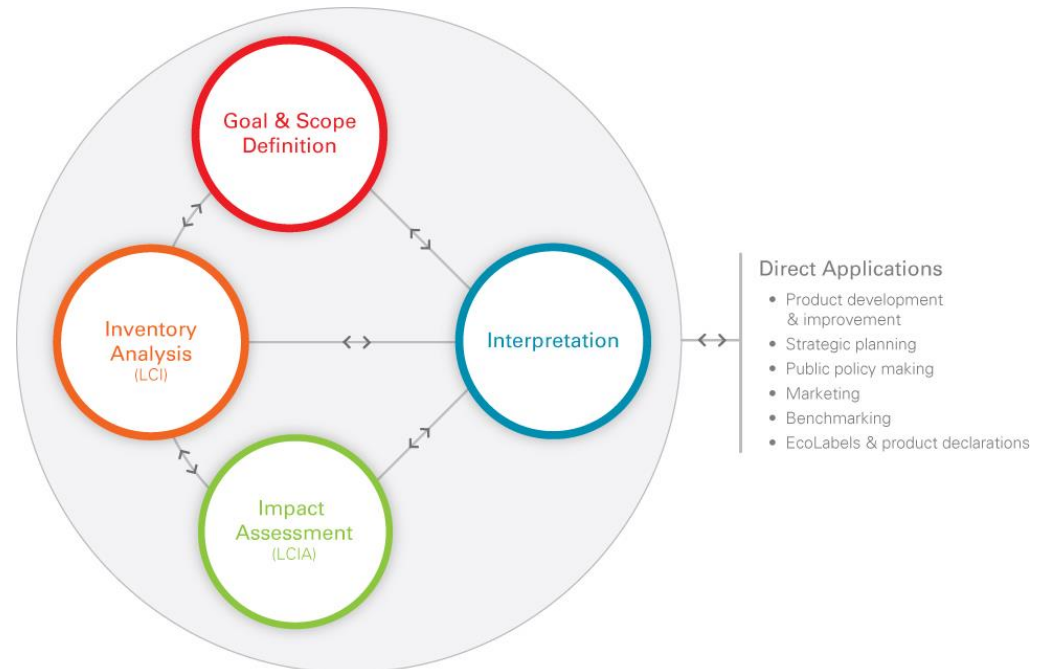 Goal & Scope
Definition
Inventory
Analysis
(LCI)
Interpretation
Impact
Assessment
(LCIA)
Direct Applications
• Product development
& improvement
• Strategic planning
• Public policy making
• Marketing
• Benchmarking
• EcoLabels & product declarations